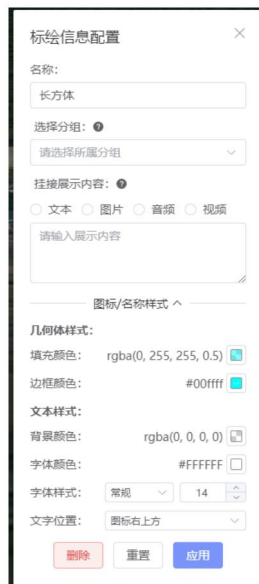 标绘信息配置
名称：
长方体
选择分组：
请选择所属分组
挂接展示内容：
文本 图片 音频 视频
请输入展示内容
图标/名称样式
几何体样式：
填充颜色： rgba(0, 255, 255, 0.5)
边框颜色： #00ffff
文本样式：
背景颜色： rgba(0, 0, 0, 0)
字体颜色： #FFFFFF
字体样式： 常规 14
文字位置： 图标右上方
删除 重置 应用